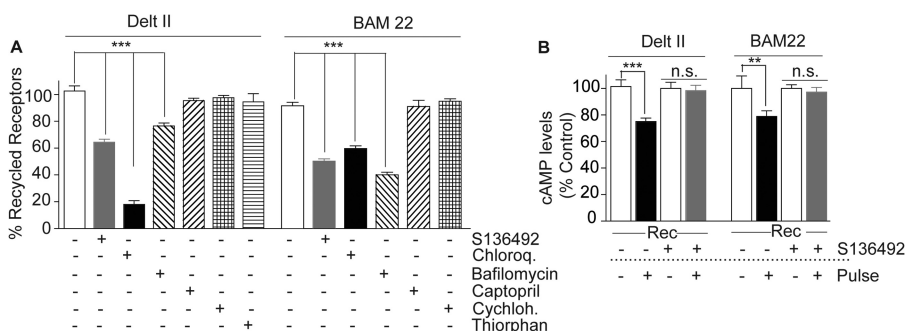 A
Delt II
BAM 22
***
***
% Recycled Receptors
100
80
60
40
20
0
- + - - - - - - + - - - - S136492
- - + - - - - - - + - - - Chloroq.
- - - + - - - - - - + - - Bafilomycin
- - - - + - - - - - - + - Captopril
- - - - - + - - - - - - + Cychloh.
- - - - - - + - - - - - - Thiorphan
B
Delt II
BAM22
***
n.s.
**
n.s.
cAMP levels
(% Control)
100
80
60
40
20
0
Rec
Rec
- - + + - - + + S136492
- + - + - + - + Pulse